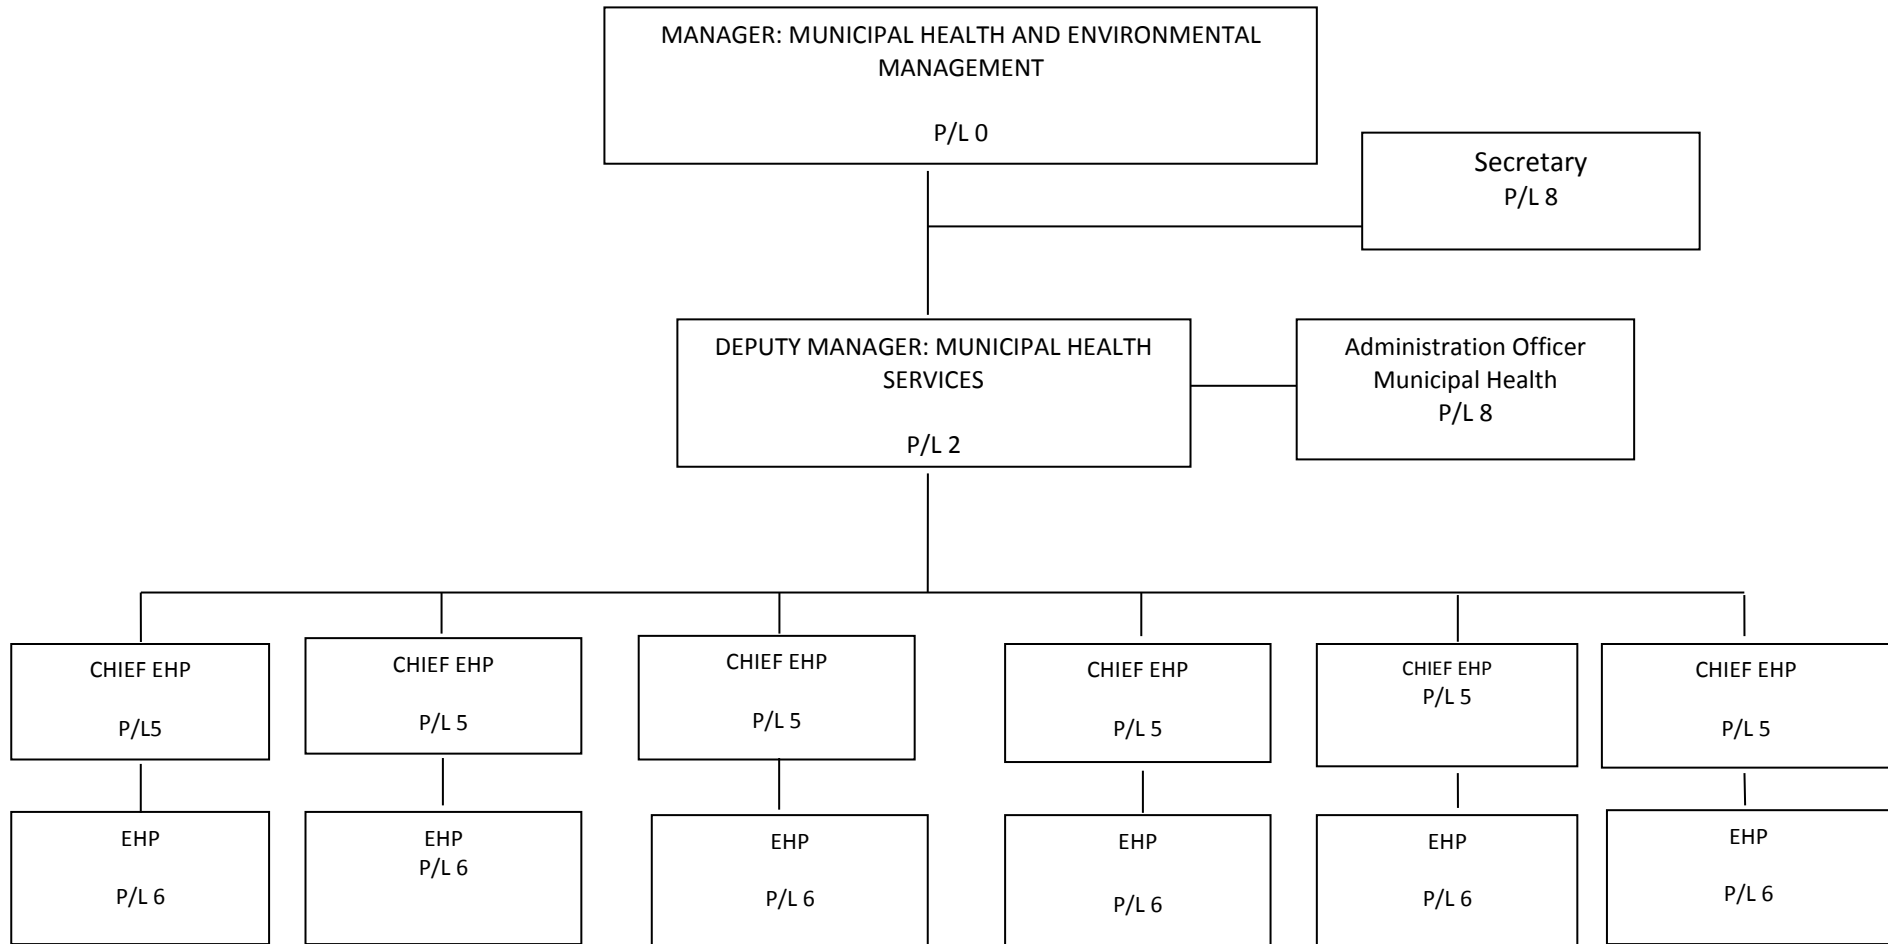 MANAGER: MUNICIPAL HEALTH AND ENVIRONMENTAL
MANAGEMENT
P/L 0
Secretary
P/L 8
DEPUTY MANAGER: MUNICIPAL HEALTH
SERVICES
P/L 2
Administration Officer
Municipal Health
P/L 8
CHIEF EHP
P/L5
CHIEF EHP
P/L 5
CHIEF EHP
P/L 5
CHIEF EHP
P/L 5
CHIEF EHP
P/L 5
CHIEF EHP
P/L 5
EHP
P/L 6
EHP
P/L 6
EHP
P/L 6
EHP
P/L 6
EHP
P/L 6
EHP
P/L 6